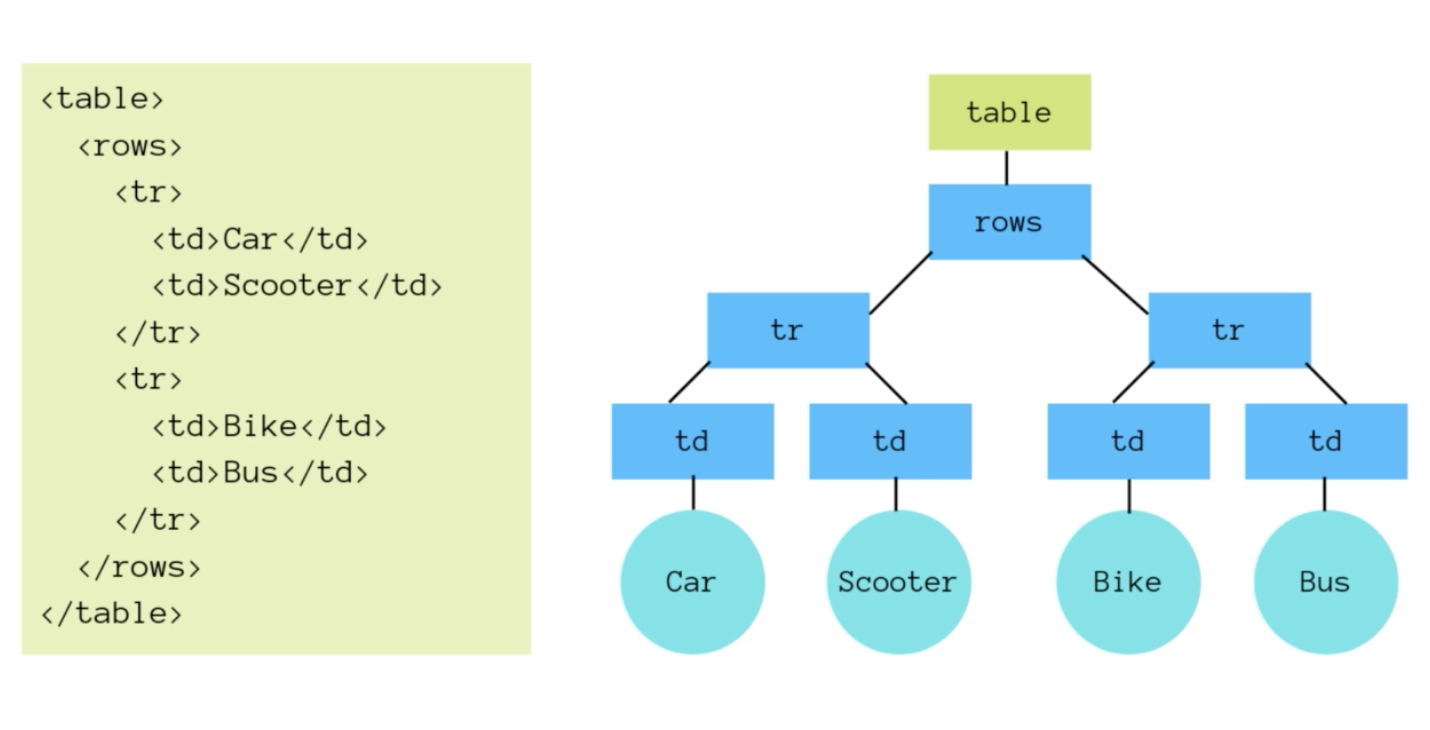 <table>
<rows>
<tr>
<td>Car</td>
<td>Scooter</td>
</tr>
<tr>
<td>Bike</td>
<td>Bus</td>
</tr>
</rows>
</table>
table
rows
tr tr
td td td td
Car Scooter Bike Bus